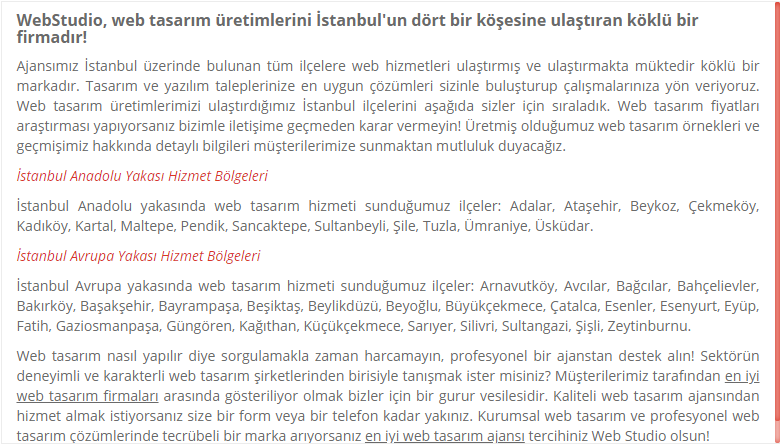 WebStudio, web tasarım üretimlerini İstanbul'un dört bir köşesine ulaştıran köklü bir
firmadır!
Ajansımız İstanbul üzerinde bulunan tüm ilçelere web hizmetleri ulaştırmış ve ulaştırmakta müktedir köklü bir
markadır. Tasarım ve yazılım taleplerinize en uygun çözümleri sizinle buluşturup çalışmalarınıza yön veriyoruz.
Web tasarım üretimlerimizi ulaştırdığımız İstanbul ilçelerini aşağıda sizler için sıraladık. Web tasarım fiyatları
araştırması yapıyorsanız bizimle iletişime geçmeden karar vermeyin! Üretmiş olduğumuz web tasarım örnekleri ve
geçmişimiz hakkında detaylı bilgileri müşterilerimize sunmaktan mutluluk duyacağız.
İstanbul Anadolu Yakası Hizmet Bölgeleri
İstanbul Anadolu yakasında web tasarım hizmeti sunduğumuz ilçeler: Adalar, Ataşehir, Beykoz, Çekmeköy,
Kadıköy, Kartal, Maltepe, Pendik, Sancaktepe, Sultanbeyli, Şile, Tuzla, Ümraniye, Üsküdar.
İstanbul Avrupa Yakası Hizmet Bölgeleri
İstanbul Avrupa yakasında web tasarım hizmeti sunduğumuz ilçeler: Arnavutköy, Avcılar, Bağcılar, Bahçelievler,
Bakırköy, Başakşehir, Bayrampaşa, Beşiktaş, Beylikdüzü, Beyoğlu, Büyükçekmece, Çatalca, Esenler, Esenyurt, Eyüp,
Fatih, Gaziosmanpaşa, Güngören, Kağıthan, Küçükçekmece, Sarıyer, Silivri, Sultangazi, Şişli, Zeytinburnu.
Web tasarım nasıl yapılır diye sorgulamakla zaman harcamayın, profesyonel bir ajanstan destek alın! Sektörün
deneyimli ve karakterli web tasarım şirketlerinden birisiyle tanışmak ister misiniz? Müşterilerimiz tarafından en iyi
web tasarım firmaları arasında gösteriliyor olmak bizler için bir gurur vesilesidir. Kaliteli web tasarım ajansından
hizmet almak istiyorsanız size bir form veya bir telefon kadar yakınız. Kurumsal web tasarım ve profesyonel web
tasarım çözümlerinde tecrübeli bir marka arıyorsanız en iyi web tasarım ajansı tercihiniz Web Studio olsun!